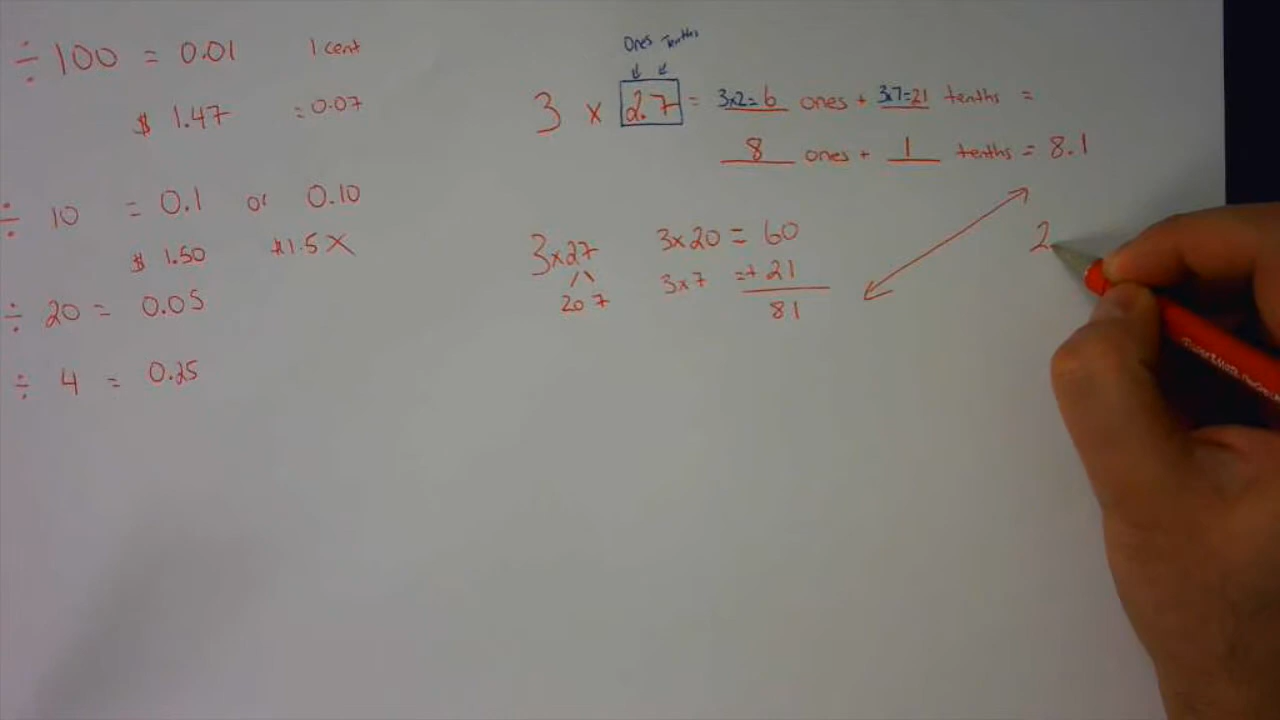 ÷ 100 = 0.01 1 cent
$ 1.47 = 0.07
÷ 10 = 0.1 or 0.10
$ 1.50 $1.5 X
÷ 20 = 0.05
÷ 4 = 0.25
Ones Tenths
3 x 2.7 = 3x2=6 ones + 3x7=21 tenths =
8 ones + 1 tenths = 8.1
3x27
20 7
3x20 = 60
3x7 =+ 21
81
2